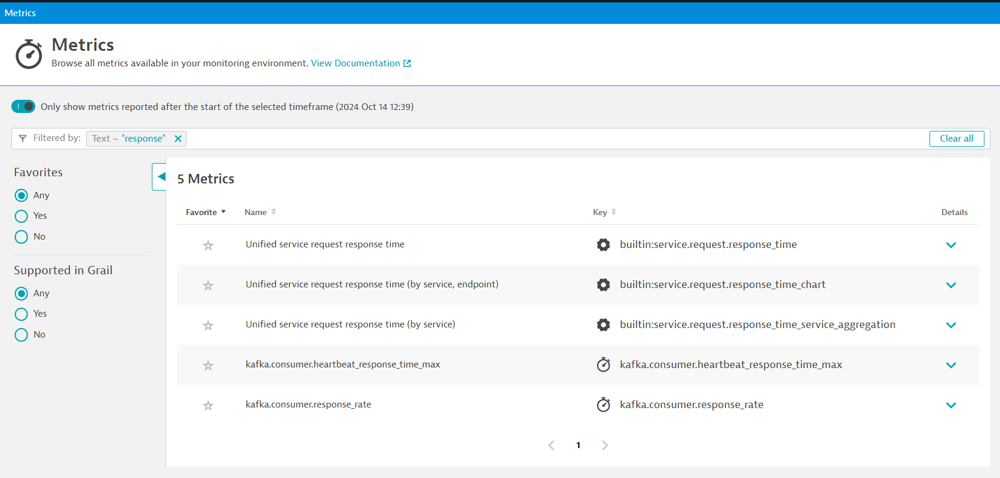 Metrics
Metrics
Browse all metrics available in your monitoring environment. View Documentation
Only show metrics reported after the start of the selected timeframe (2024 Oct 14 12:39)
Filtered by: Text ~ "response" Clear all
Favorites
Any
Yes
No
Supported in Grail
Any
Yes
No
5 Metrics
Favorite Name Key Details
Unified service request response time builtin:service.request.response_time
Unified service request response time (by service, endpoint) builtin:service.request.response_time_chart
Unified service request response time (by service) builtin:service.request.response_time_service_aggregation
kafka.consumer.heartbeat_response_time_max kafka.consumer.heartbeat_response_time_max
kafka.consumer.response_rate kafka.consumer.response_rate
1